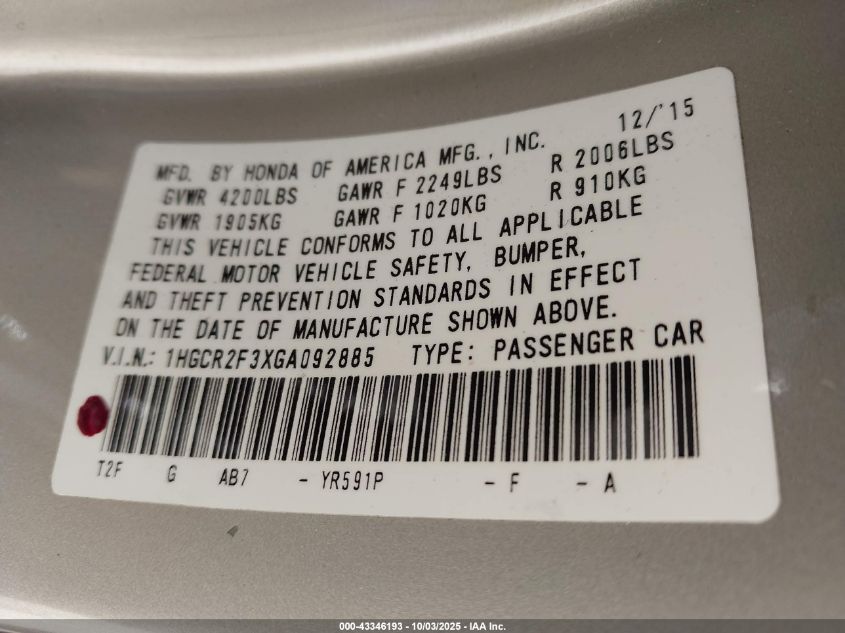 12/'15
MFD. BY HONDA OF AMERICA MFG., INC.
GVWR 4200LBS GAWR F 2249LBS R 2006LBS
GVWR 1905KG GAWR F 1020KG R 910KG
THIS VEHICLE CONFORMS TO ALL APPLICABLE
FEDERAL MOTOR VEHICLE SAFETY, BUMPER,
AND THEFT PREVENTION STANDARDS IN EFFECT
ON THE DATE OF MANUFACTURE SHOWN ABOVE.
V.I.N.: 1HGCR2F3XGA092885 TYPE: PASSENGER CAR
T2F G AB7 - YR591P - F - A
000-43346193 - 10/03/2025 - IAA Inc.